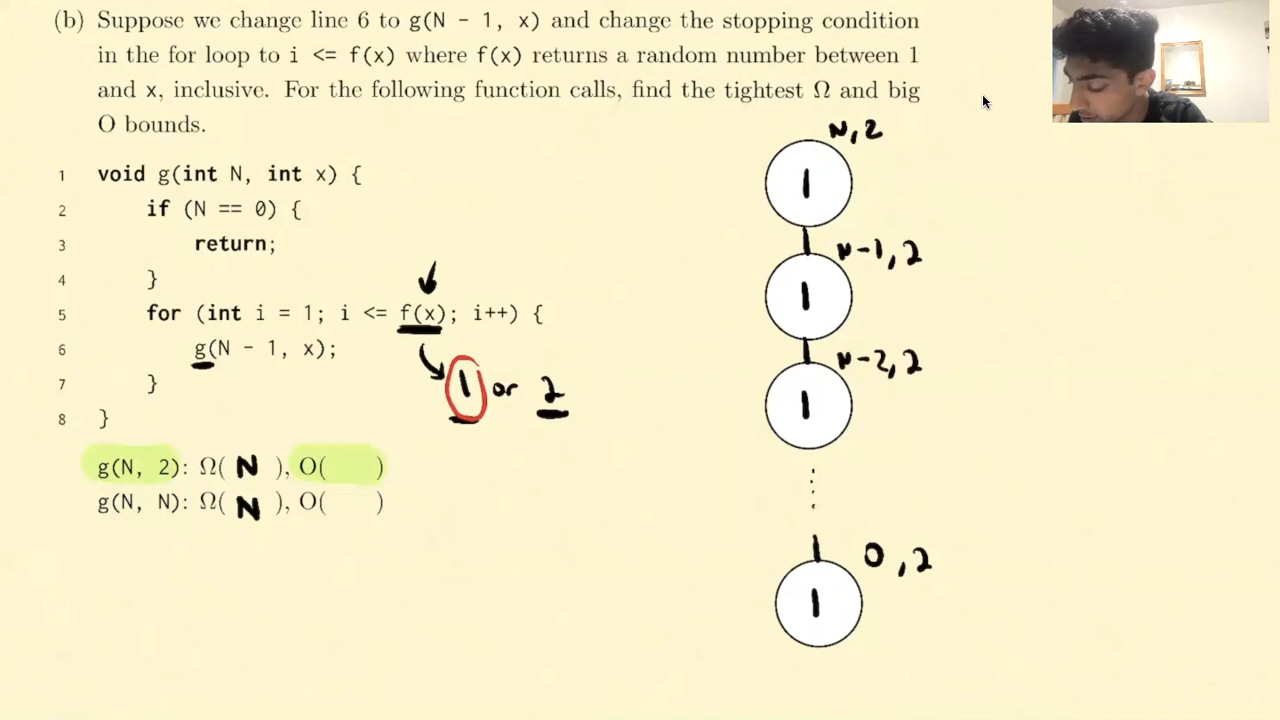 (b) Suppose we change line 6 to g(N - 1, x) and change the stopping condition
in the for loop to i <= f(x) where f(x) returns a random number between 1
and x, inclusive. For the following function calls, find the tightest Ω and big
O bounds.
1 void g(int N, int x) {
2 if (N == 0) {
3 return;
4 }
5 for (int i = 1; i <= f(x); i++) {
6 g(N - 1, x);
7 }
8 }
1 or 2
g(N, 2): Ω( N ), O( )
g(N, N): Ω( N ), O( )
N, 2
1
N-1, 2
1
N-2, 2
1
0, 2
1